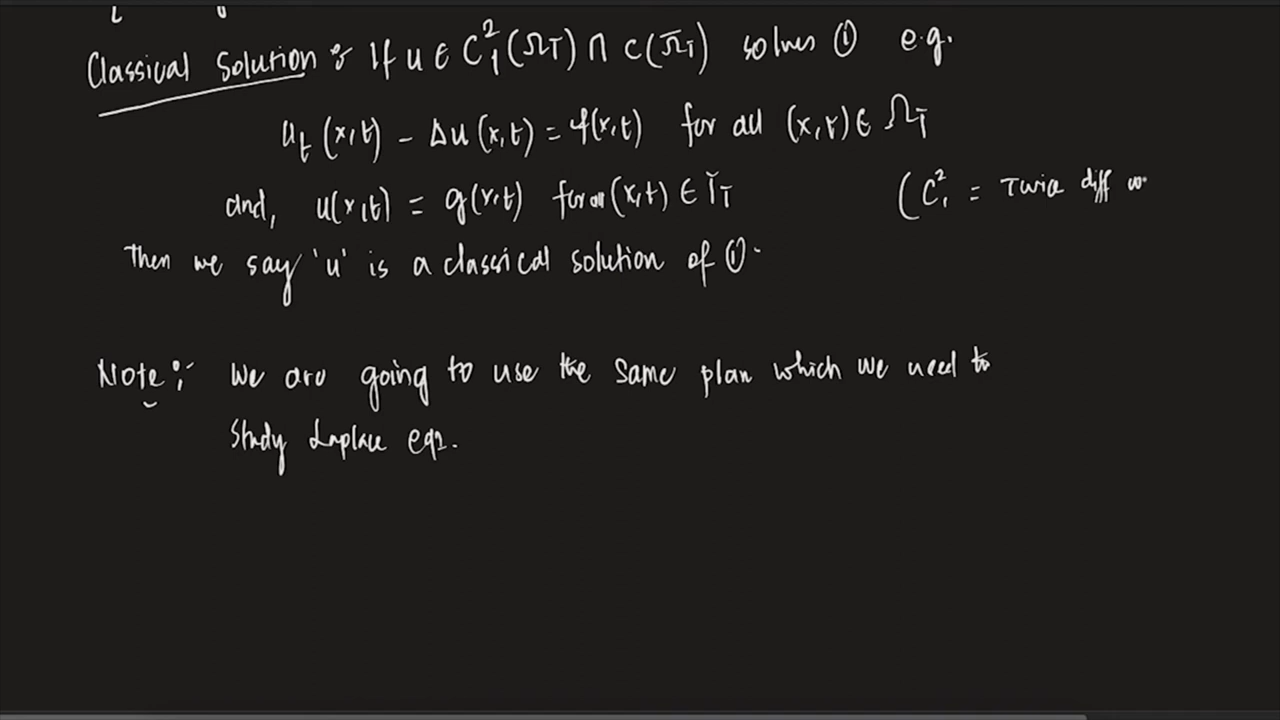 Classical Solution : If u ∈ C₁²(Ω_T) ∩ C(Ω̄_T) solves ① e.g.
u_t (x,t) - Δu (x,t) = f(x,t) for all (x,t) ∈ Ω_T
and, u(x,t) = g(x,t) for all (x,t) ∈ Γ_T
(C₁² = Twice diff
Then we say 'u' is a classical solution of ①.
Note : We are going to use the same plan which we used to
Study Laplace eqn.